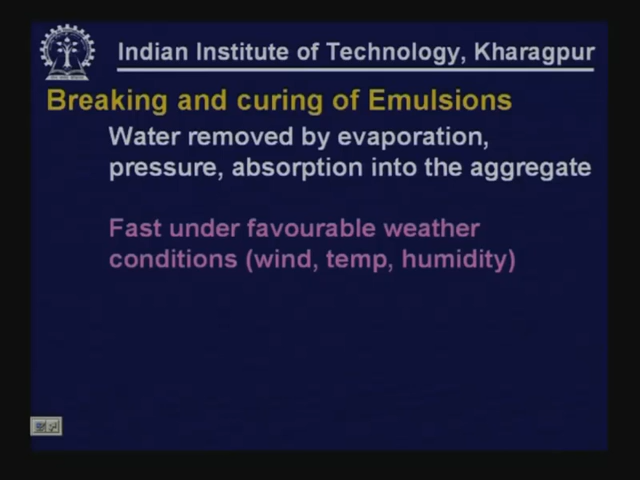 Indian Institute of Technology, Kharagpur
Breaking and curing of Emulsions
Water removed by evaporation,
pressure, absorption into the aggregate
Fast under favourable weather
conditions (wind, temp, humidity)